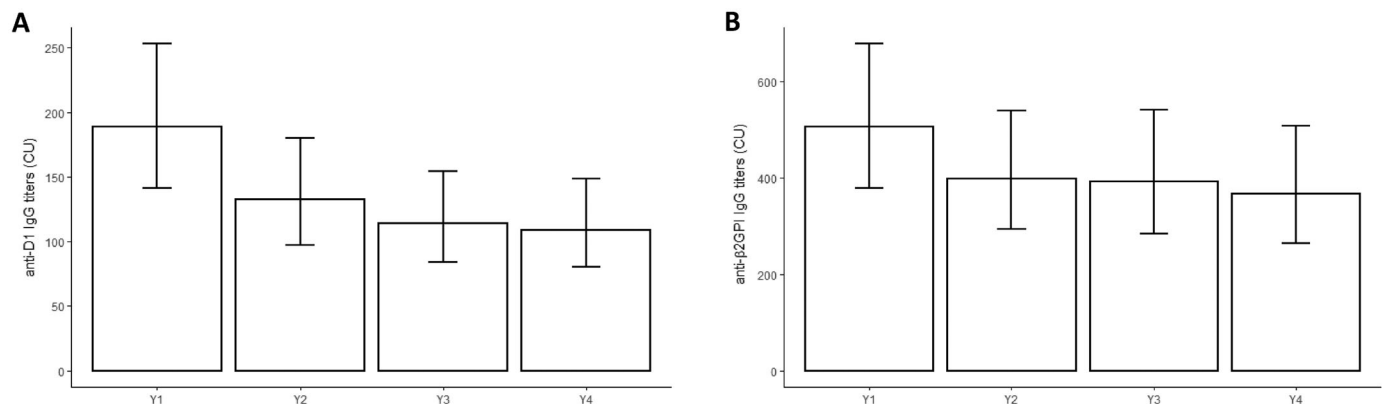 A
anti-D1 IgG titers (CU)
250
200
150
100
50
0
Y1 Y2 Y3 Y4
B
anti-β2GPI IgG titers (CU)
600
400
200
0
Y1 Y2 Y3 Y4